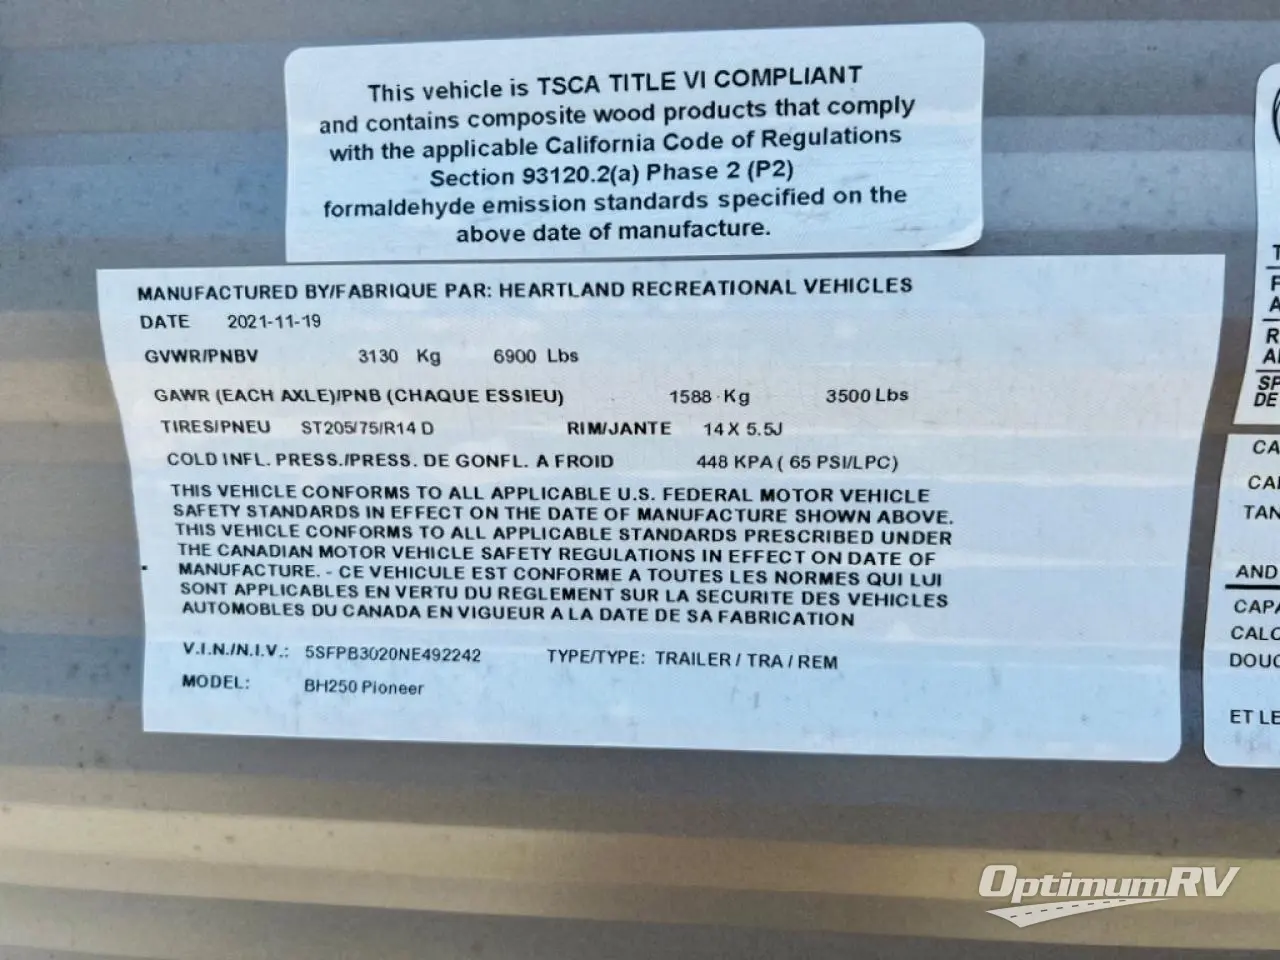 This vehicle is TSCA TITLE VI COMPLIANT
and contains composite wood products that comply
with the applicable California Code of Regulations
Section 93120.2(a) Phase 2 (P2)
formaldehyde emission standards specified on the
above date of manufacture.
MANUFACTURED BY/FABRIQUE PAR: HEARTLAND RECREATIONAL VEHICLES
DATE 2021-11-19
GVWR/PNBV 3130 Kg 6900 Lbs
GAWR (EACH AXLE)/PNB (CHAQUE ESSIEU) 1588 Kg 3500 Lbs
TIRES/PNEU ST205/75/R14 D RIM/JANTE 14 X 5.5J
COLD INFL. PRESS./PRESS. DE GONFL. A FROID 448 KPA ( 65 PSI/LPC)
THIS VEHICLE CONFORMS TO ALL APPLICABLE U.S. FEDERAL MOTOR VEHICLE
SAFETY STANDARDS IN EFFECT ON THE DATE OF MANUFACTURE SHOWN ABOVE.
THIS VEHICLE CONFORMS TO ALL APPLICABLE STANDARDS PRESCRIBED UNDER
THE CANADIAN MOTOR VEHICLE SAFETY REGULATIONS IN EFFECT ON DATE OF
MANUFACTURE. - CE VEHICULE EST CONFORME A TOUTES LES NORMES QUI LUI
SONT APPLICABLES EN VERTU DU REGLEMENT SUR LA SECURITE DES VEHICLES
AUTOMOBLES DU CANADA EN VIGUEUR A LA DATE DE SA FABRICATION
V.I.N./N.I.V.: 5SFPB3020NE492242 TYPE/TYPE: TRAILER / TRA / REM
MODEL: BH250 Pioneer
AND
ET LE
OptimumRV